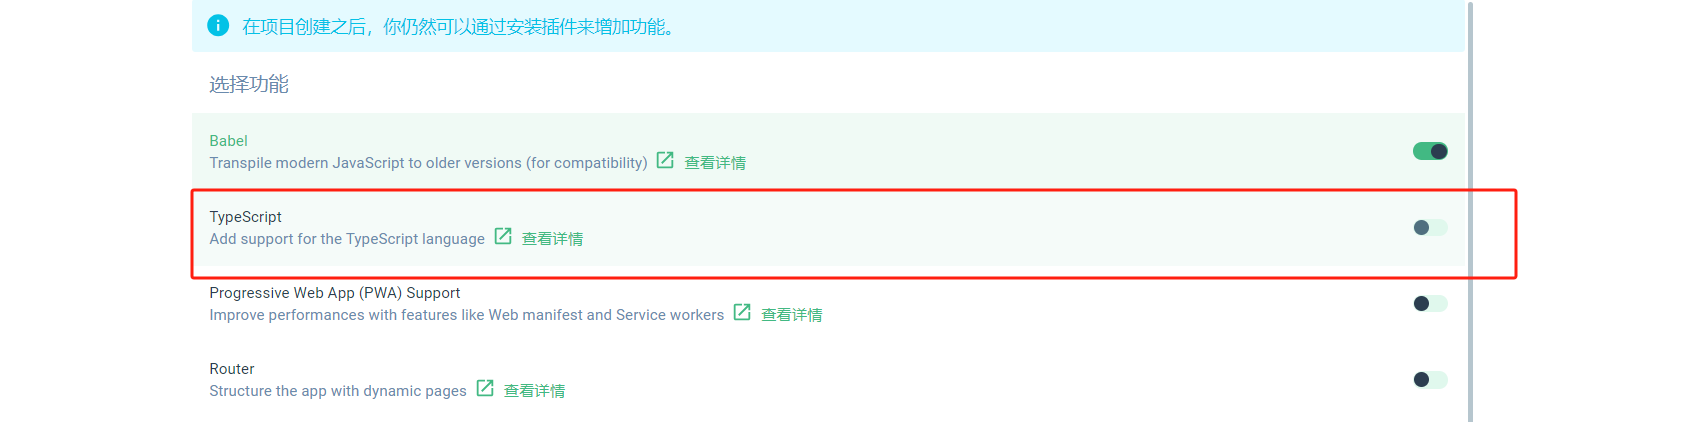 在项目创建之后，你仍然可以通过安装插件来增加功能。
选择功能
Babel
Transpile modern JavaScript to older versions (for compatibility) 查看详情
TypeScript
Add support for the TypeScript language 查看详情
Progressive Web App (PWA) Support
Improve performances with features like Web manifest and Service workers 查看详情
Router
Structure the app with dynamic pages 查看详情